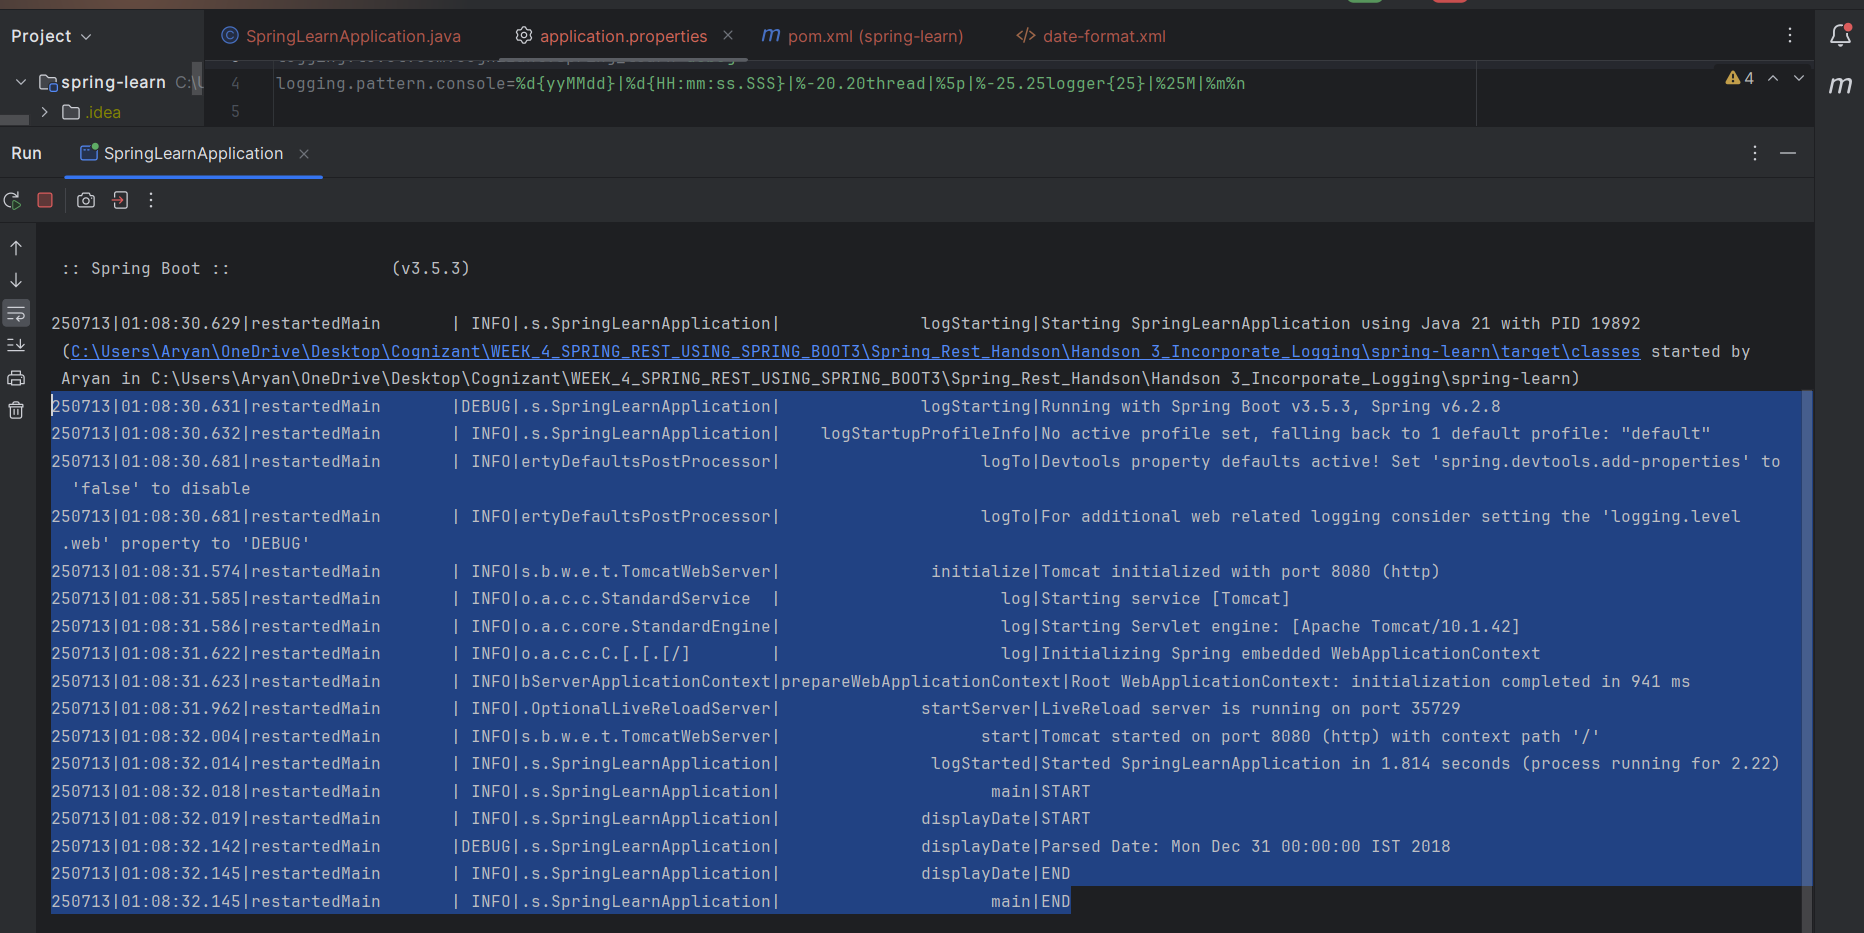 Project
SpringLearnApplication.java
application.properties
pom.xml (spring-learn)
date-format.xml
spring-learn C:\
4 logging.pattern.console=%d{yyMMdd}|%d{HH:mm:ss.SSS}|%-20.20thread|%5p|%-25.25logger{25}|%25M|%m%n
4
.idea
5
Run
SpringLearnApplication
:: Spring Boot ::                (v3.5.3)
250713|01:08:30.629|restartedMain       | INFO|.s.SpringLearnApplication|              logStarting|Starting SpringLearnApplication using Java 21 with PID 19892
(C:\Users\Aryan\OneDrive\Desktop\Cognizant\WEEK_4_SPRING_REST_USING_SPRING_BOOT3\Spring_Rest_Handson\Handson 3_Incorporate_Logging\spring-learn\target\classes started by
Aryan in C:\Users\Aryan\OneDrive\Desktop\Cognizant\WEEK_4_SPRING_REST_USING_SPRING_BOOT3\Spring_Rest_Handson\Handson 3_Incorporate_Logging\spring-learn)
250713|01:08:30.631|restartedMain       |DEBUG|.s.SpringLearnApplication|              logStarting|Running with Spring Boot v3.5.3, Spring v6.2.8
250713|01:08:30.632|restartedMain       | INFO|.s.SpringLearnApplication|    logStartupProfileInfo|No active profile set, falling back to 1 default profile: "default"
250713|01:08:30.681|restartedMain       | INFO|ertyDefaultsPostProcessor|                    logTo|Devtools property defaults active! Set 'spring.devtools.add-properties' to
'false' to disable
250713|01:08:30.681|restartedMain       | INFO|ertyDefaultsPostProcessor|                    logTo|For additional web related logging consider setting the 'logging.level
.web' property to 'DEBUG'
250713|01:08:31.574|restartedMain       | INFO|s.b.w.e.t.TomcatWebServer|               initialize|Tomcat initialized with port 8080 (http)
250713|01:08:31.585|restartedMain       | INFO|o.a.c.c.StandardService  |                      log|Starting service [Tomcat]
250713|01:08:31.586|restartedMain       | INFO|o.a.c.core.StandardEngine|                      log|Starting Servlet engine: [Apache Tomcat/10.1.42]
250713|01:08:31.622|restartedMain       | INFO|o.a.c.c.C.[.[.[/]        |                      log|Initializing Spring embedded WebApplicationContext
250713|01:08:31.623|restartedMain       | INFO|bServerApplicationContext|prepareWebApplicationContext|Root WebApplicationContext: initialization completed in 941 ms
250713|01:08:31.962|restartedMain       | INFO|.OptionalLiveReloadServer|              startServer|LiveReload server is running on port 35729
250713|01:08:32.004|restartedMain       | INFO|s.b.w.e.t.TomcatWebServer|                    start|Tomcat started on port 8080 (http) with context path '/'
250713|01:08:32.014|restartedMain       | INFO|.s.SpringLearnApplication|               logStarted|Started SpringLearnApplication in 1.814 seconds (process running for 2.22)
250713|01:08:32.018|restartedMain       | INFO|.s.SpringLearnApplication|                     main|START
250713|01:08:32.019|restartedMain       | INFO|.s.SpringLearnApplication|              displayDate|START
250713|01:08:32.142|restartedMain       |DEBUG|.s.SpringLearnApplication|              displayDate|Parsed Date: Mon Dec 31 00:00:00 IST 2018
250713|01:08:32.145|restartedMain       | INFO|.s.SpringLearnApplication|              displayDate|END
250713|01:08:32.145|restartedMain       | INFO|.s.SpringLearnApplication|                     main|END